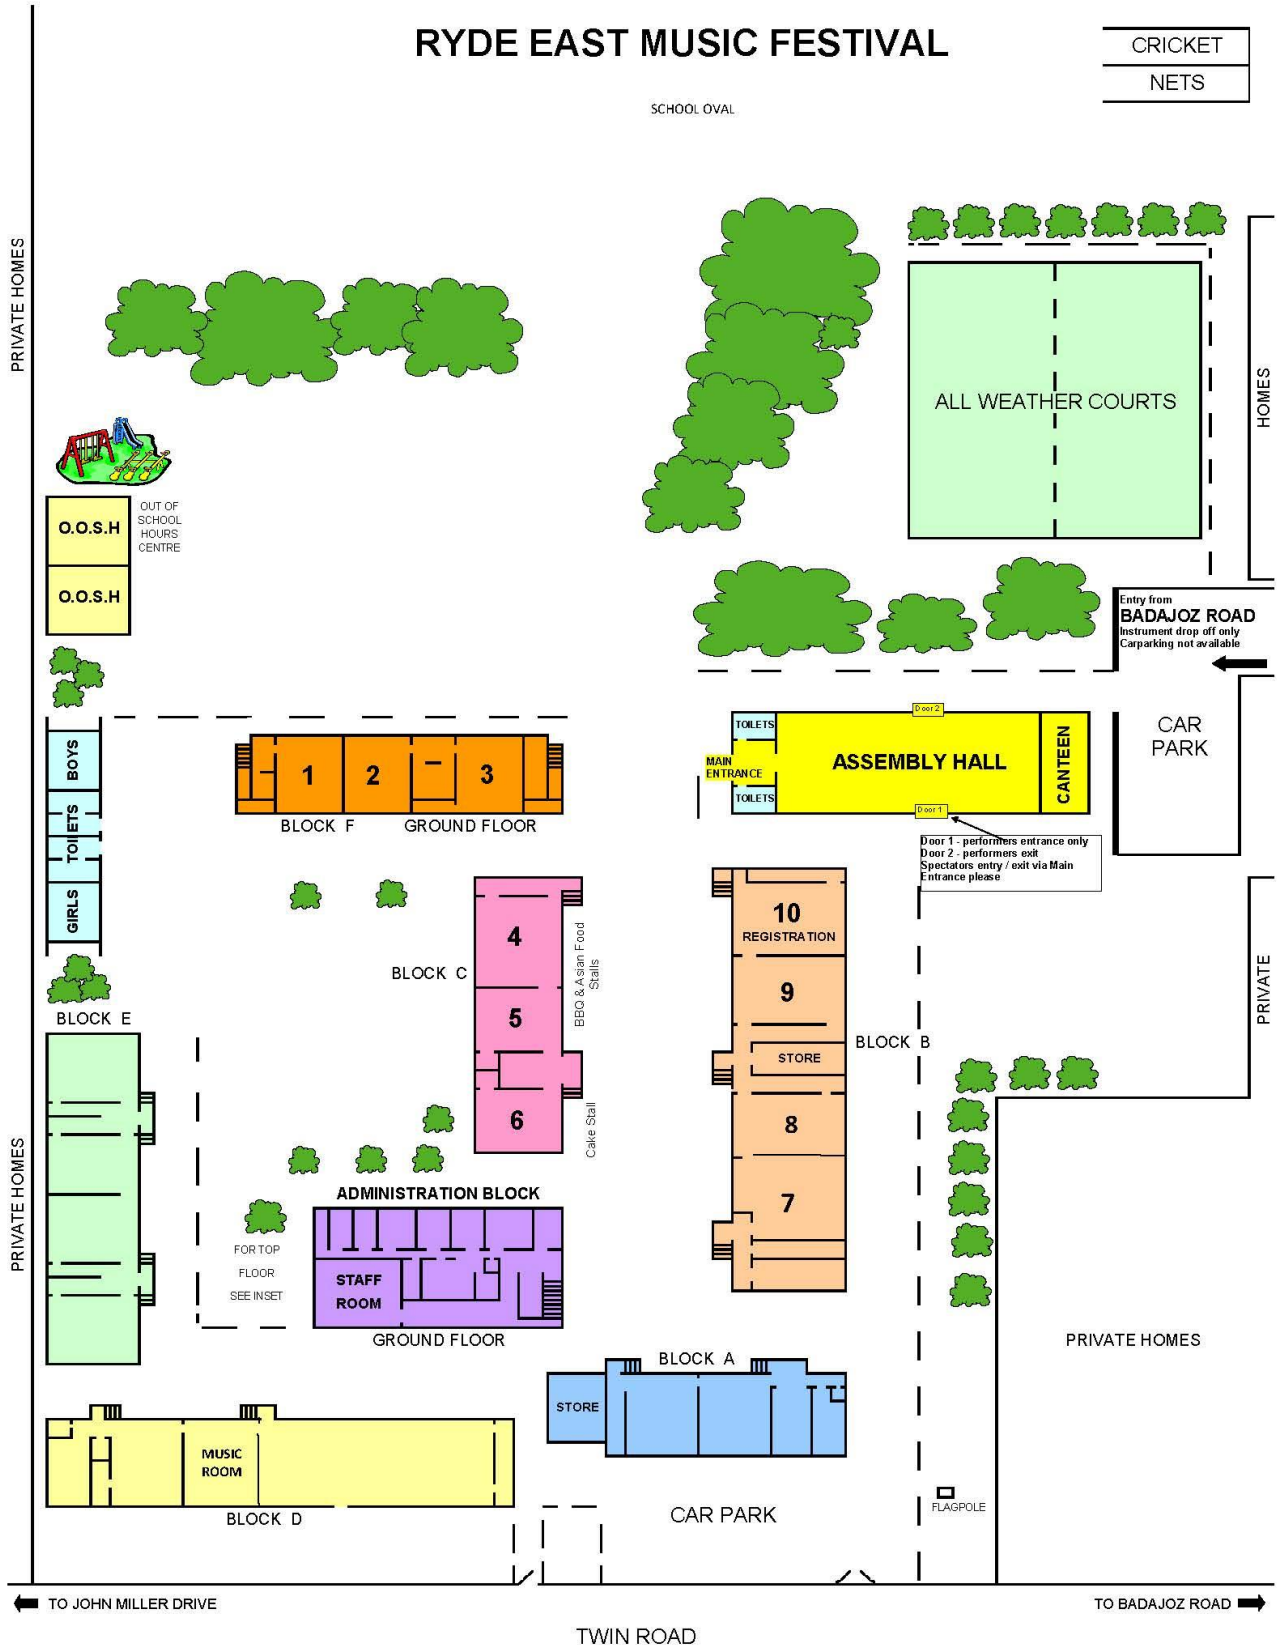 RYDE EAST MUSIC FESTIVAL
CRICKET
NETS
SCHOOL OVAL
PRIVATE HOMES
ALL WEATHER COURTS
HOMES
O.O.S.H
OUT OF
SCHOOL
HOURS
CENTRE
O.O.S.H
Entry from
BADAJOZ ROAD
Instrument drop off only
Carparking not available
CAR
PARK
Door 2
TOILETS
MAIN
ENTRANCE
ASSEMBLY HALL
CANTEEN
TOILETS
Door 1
Door 1 - performers entrance only
Door 2 - performers exit
Spectators entry / exit via Main
Entrance please
BOYS
TOILETS
GIRLS
1
2
3
BLOCK F
GROUND FLOOR
4
BLOCK C
5
6
BBQ & Asian Food
Stalls
Cake Stall
10
REGISTRATION
9
STORE
BLOCK B
8
7
PRIVATE
BLOCK E
PRIVATE HOMES
ADMINISTRATION BLOCK
FOR TOP
FLOOR
SEE INSET
STAFF
ROOM
GROUND FLOOR
BLOCK A
STORE
PRIVATE HOMES
MUSIC
ROOM
BLOCK D
CAR PARK
FLAGPOLE
TO JOHN MILLER DRIVE
TO BADAJOZ ROAD
TWIN ROAD